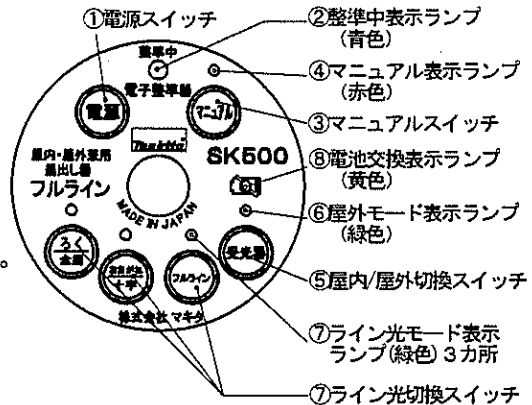 ①電源スイッチ
②整準中表示ランプ
(青色)
④マニュアル表示ランプ
(赤色)
③マニュアルスイッチ
⑧電池交換表示ランプ
(黄色)
⑥屋外モード表示ランプ
(緑色)
⑤屋内/屋外切換スイッチ
⑦ライン光モード表示
ランプ(緑色)3カ所
⑦ライン光切換スイッチ
整準中
電子整準器
電源
マニュアル
SK500
屋内・屋外兼用
墨出し器
フルライン
MADE IN JAPAN
ろく
全面
十字
フルライン
受光器
株式会社 マキタ
。